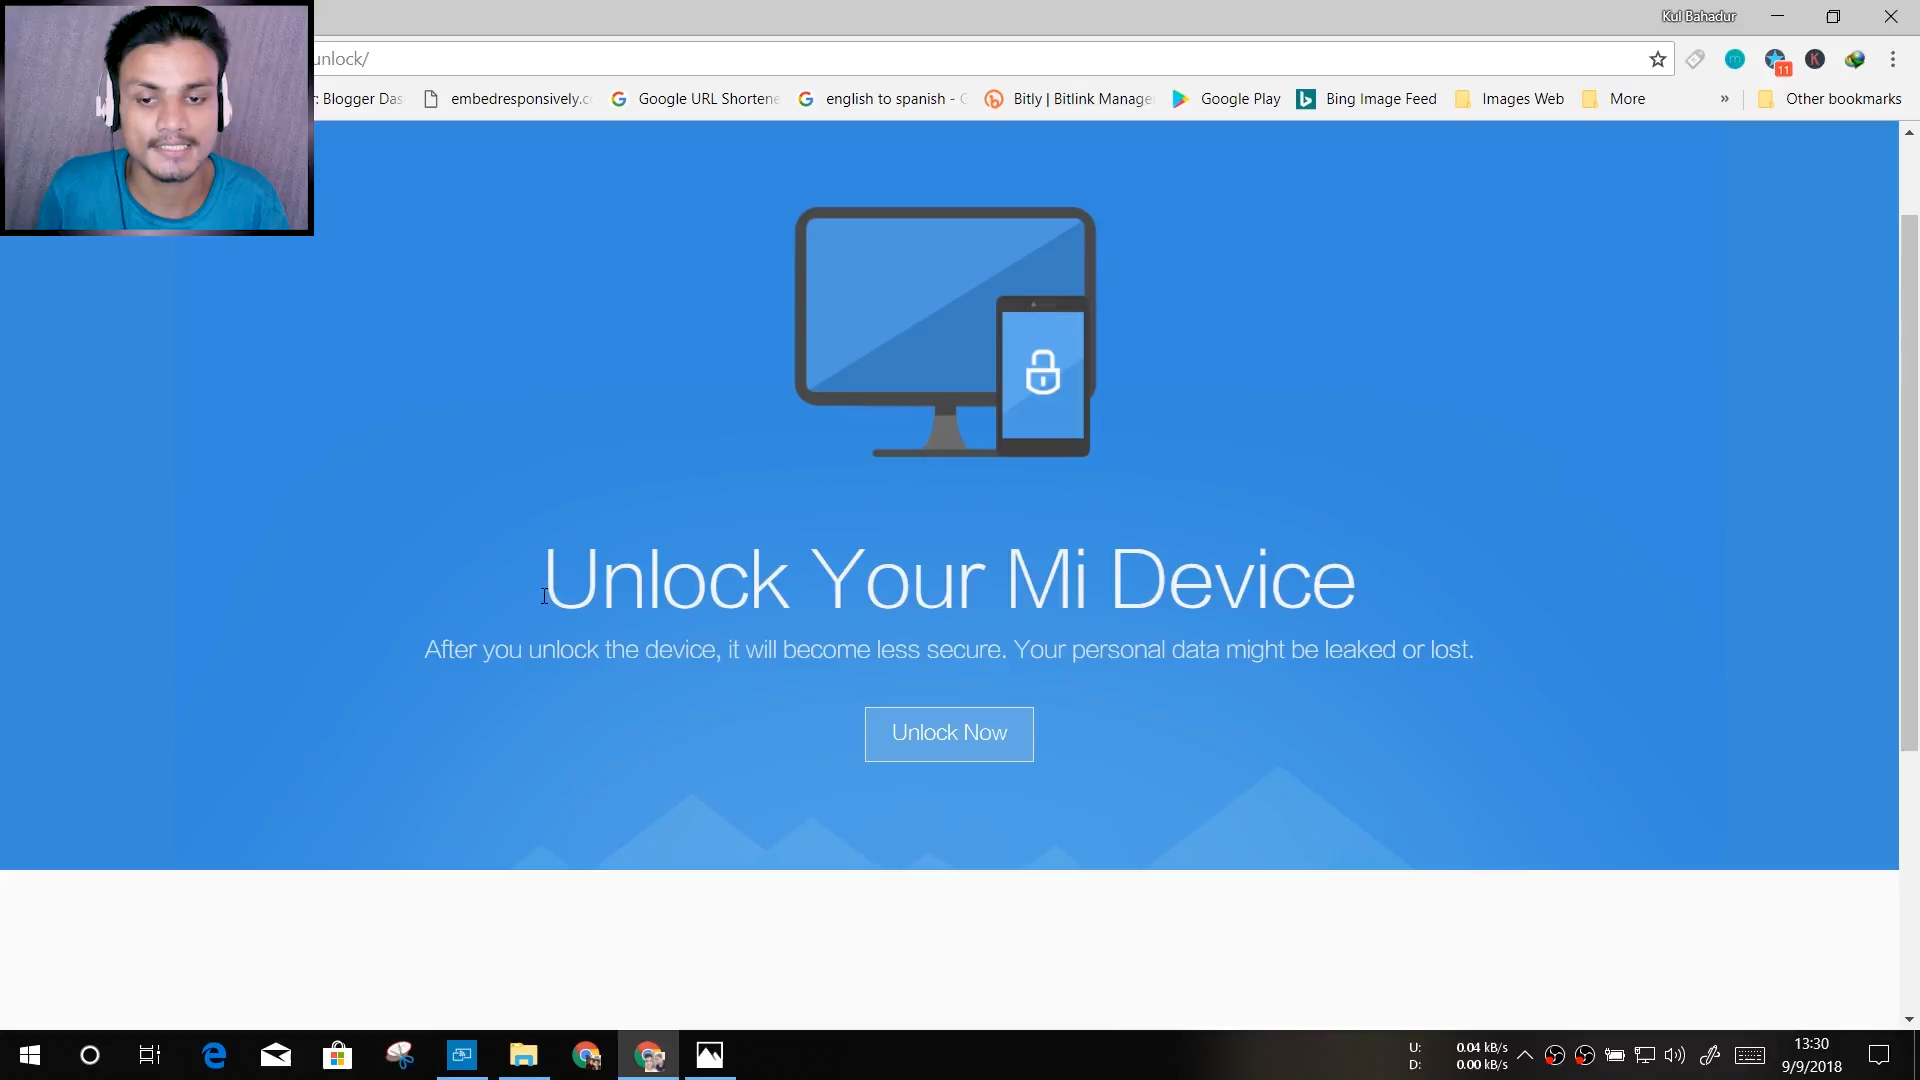 Kul Bahadur
unlock/
11
: Blogger Das
embedresponsively.c
Google URL Shortene
english to spanish -
Bitly | Bitlink Manage
Google Play
Bing Image Feed
Images Web
More
»
Other bookmarks
Unlock Your Mi Device
After you unlock the device, it will become less secure. Your personal data might be leaked or lost.
Unlock Now
U: 0.04 kB/s
D: 0.00 kB/s
13:30
9/9/2018